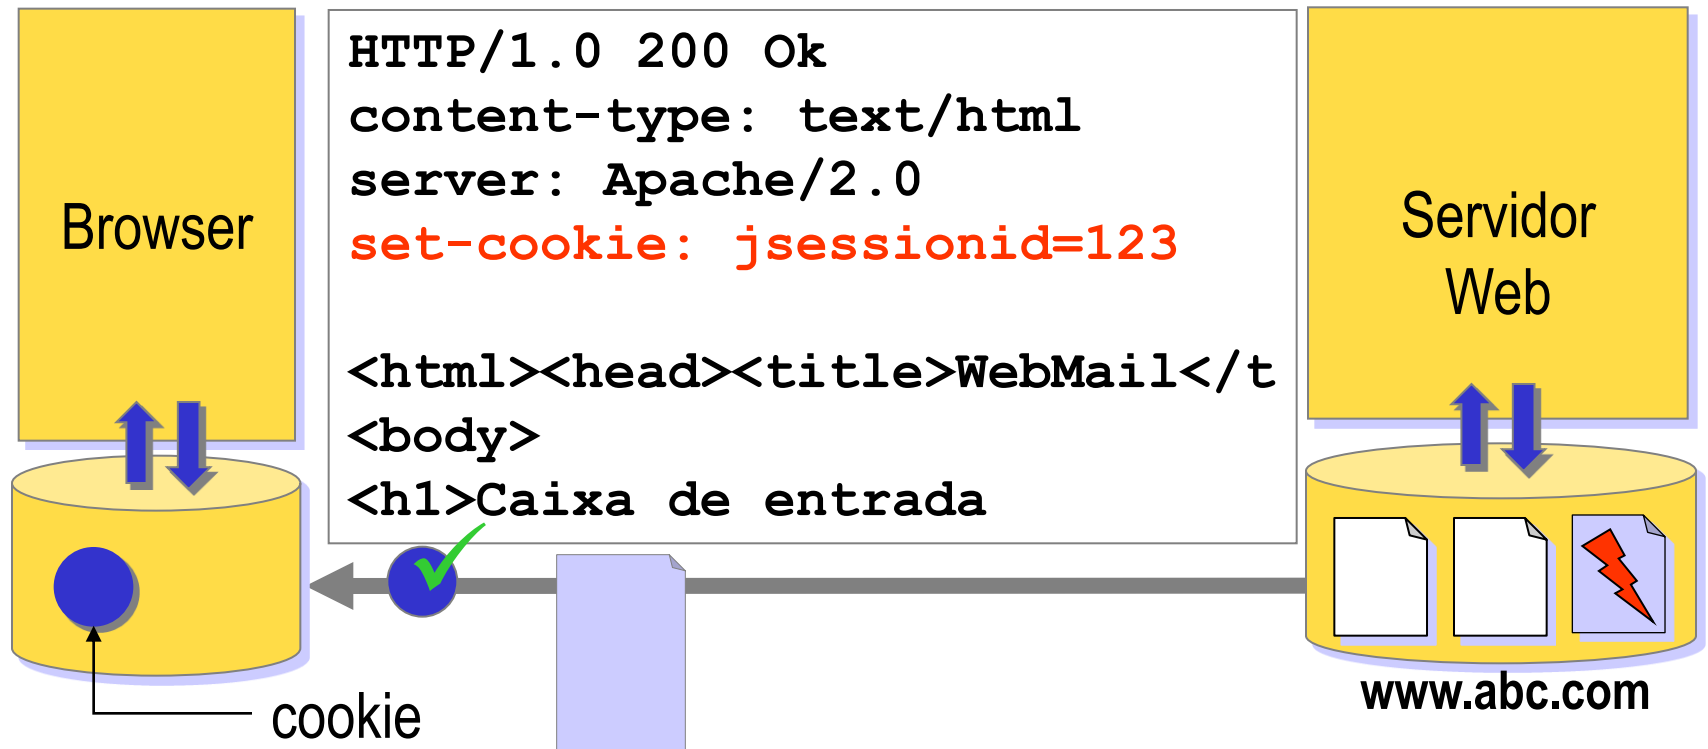 Browser
HTTP/1.0 200 Ok
content-type: text/html
server: Apache/2.0
set-cookie: jsessionid=123
<html><head><title>WebMail</t
<body>
<h1>Caixa de entrada
Servidor
Web
cookie
www.abc.com